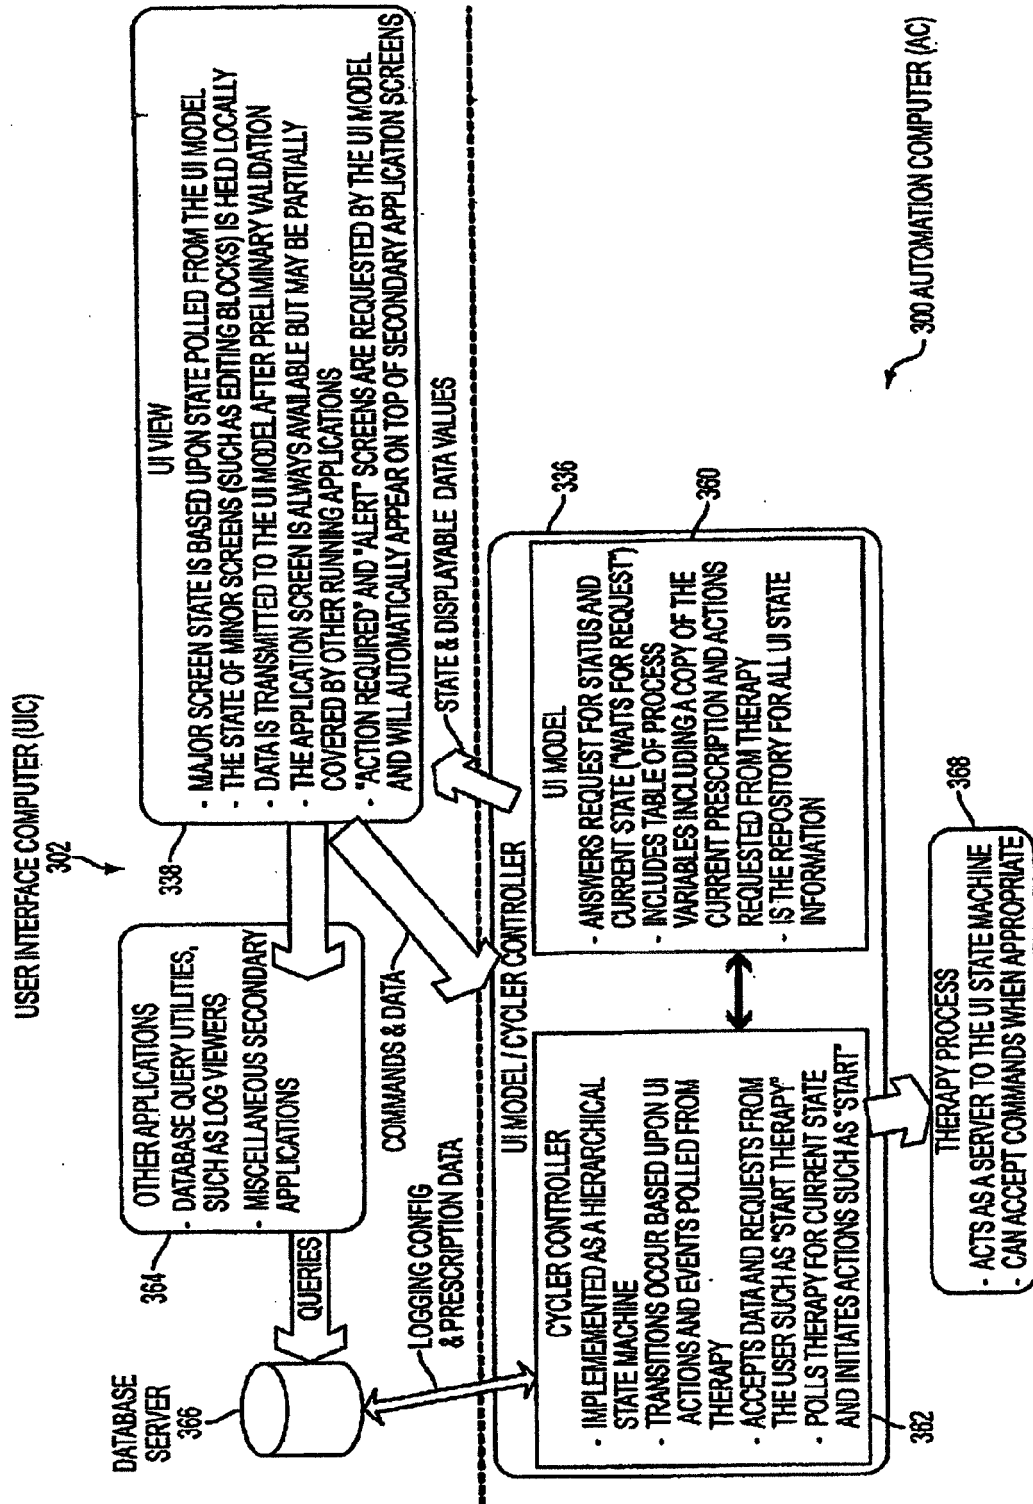 USER INTERFACE COMPUTER (UIC)
302
DATABASE
SERVER
366
QUERIES
364
OTHER APPLICATIONS
- DATABASE QUERY UTILITIES,
SUCH AS LOG VIEWERS
- MISCELLANEOUS SECONDARY
APPLICATIONS
338
UI VIEW
- MAJOR SCREEN STATE IS BASED UPON STATE POLLED FROM THE UI MODEL
- THE STATE OF MINOR SCREENS (SUCH AS EDITING BLOCKS) IS HELD LOCALLY
- DATA IS TRANSMITTED TO THE UI MODEL AFTER PRELIMINARY VALIDATION
- THE APPLICATION SCREEN IS ALWAYS AVAILABLE BUT MAY BE PARTIALLY
COVERED BY OTHER RUNNING APPLICATIONS
- "ACTION REQUIRED" AND "ALERT" SCREENS ARE REQUESTED BY THE UI MODEL
AND WILL AUTOMATICALLY APPEAR ON TOP OF SECONDARY APPLICATION SCREENS
LOGGING CONFIG
& PRESCRIPTION DATA
COMMANDS & DATA
STATE & DISPLAYABLE DATA VALUES
UI MODEL / CYCLER CONTROLLER
336
CYCLER CONTROLLER
- IMPLEMEMENTED AS A HIERARCHICAL
STATE MACHINE
- TRANSITIONS OCCUR BASED UPON UI
ACTIONS AND EVENTS POLLED FROM
THERAPY
- ACCEPTS DATA AND REQUESTS FROM
THE USER SUCH AS "START THERAPY"
- POLLS THERAPY FOR CURRENT STATE
AND INITIATES ACTIONS SUCH AS "START"
362
UI MODEL
- ANSWERS REQUEST FOR STATUS AND
CURRENT STATE ("WAITS FOR REQUEST")
- INCLUDES TABLE OF PROCESS
VARIABLES INCLUDING A COPY OF THE
CURRENT PRESCRIPTION AND ACTIONS
REQUESTED FROM THERAPY
- IS THE REPOSITORY FOR ALL UI STATE
INFORMATION
360
THERAPY PROCESS
- ACTS AS A SERVER TO THE UI STATE MACHINE
- CAN ACCEPT COMMANDS WHEN APPROPRIATE
368
300 AUTOMATION COMPUTER (AC)